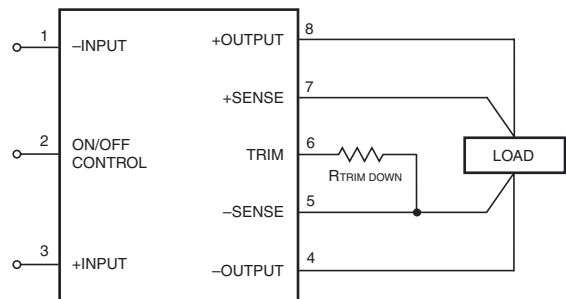 1 –INPUT
+OUTPUT 8
+SENSE 7
2 ON/OFF
CONTROL
TRIM 6
RTRIM DOWN
LOAD
–SENSE 5
3 +INPUT
–OUTPUT 4